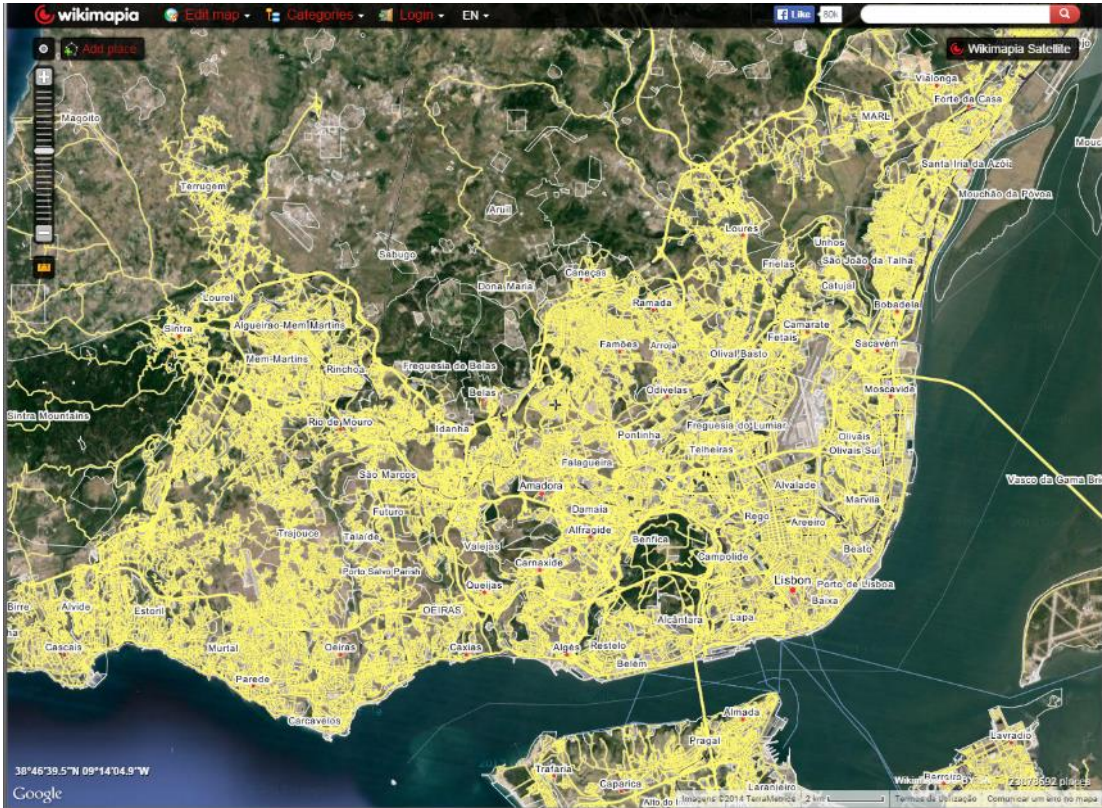 wikimapia Edit map Categories Login EN Like 80k
Add place Wikimapia Satellite
Vialonga
Forte da Casa
Magoito
MARL
Santa Iria da Azóia
Terrugem
Mouchão da Póvoa
Aruil
Loures
Unhos
Sábugo
Frielas
São João da Talha
Caneças
Dona Maria
Catujal
Lourel
Ramada
Bobadela
Sintra
Algueirão-Mem Martins
Camarate
Fetais
Famões
Arroja
Sacavém
Mem-Martins
Olival Basto
Rinchoa
Freguesia de Belas
Belas
Odivelas
Moscavide
Sintra Mountains
Rio de Mouro
Idanha
Freguesia do Lumiar
Pontinha
Olivais
Telheiras
Olivais Sul
Falagueira
São Marcos
Vasco da Gama Bri
Amadora
Alvalade
Marvila
Futuro
Damaia
Rego
Areeiro
Alfragide
Trajouce
Talaíde
Benfica
Valejas
Beato
Campolide
Carnaxide
Porto Salvo Parish
Queijas
Lisbon
Porto de Lisboa
Baixa
Birre
Alvide
Estoril
OEIRAS
Alcântara
Lapa
Cascais
Murtal
Oeiras
Caxias
Algés
Restelo
Belém
Parede
Carcavelos
Almada
Pragal
Lavradio
Trafaria
38°46'39.5"N 09°14'04.9"W
Caparica
Laranjeiro
Barreiro
Google
Alto do
Imagens ©2014 TerraMetrics 2 km Termos de Utilização Comunicar um erro no mapa